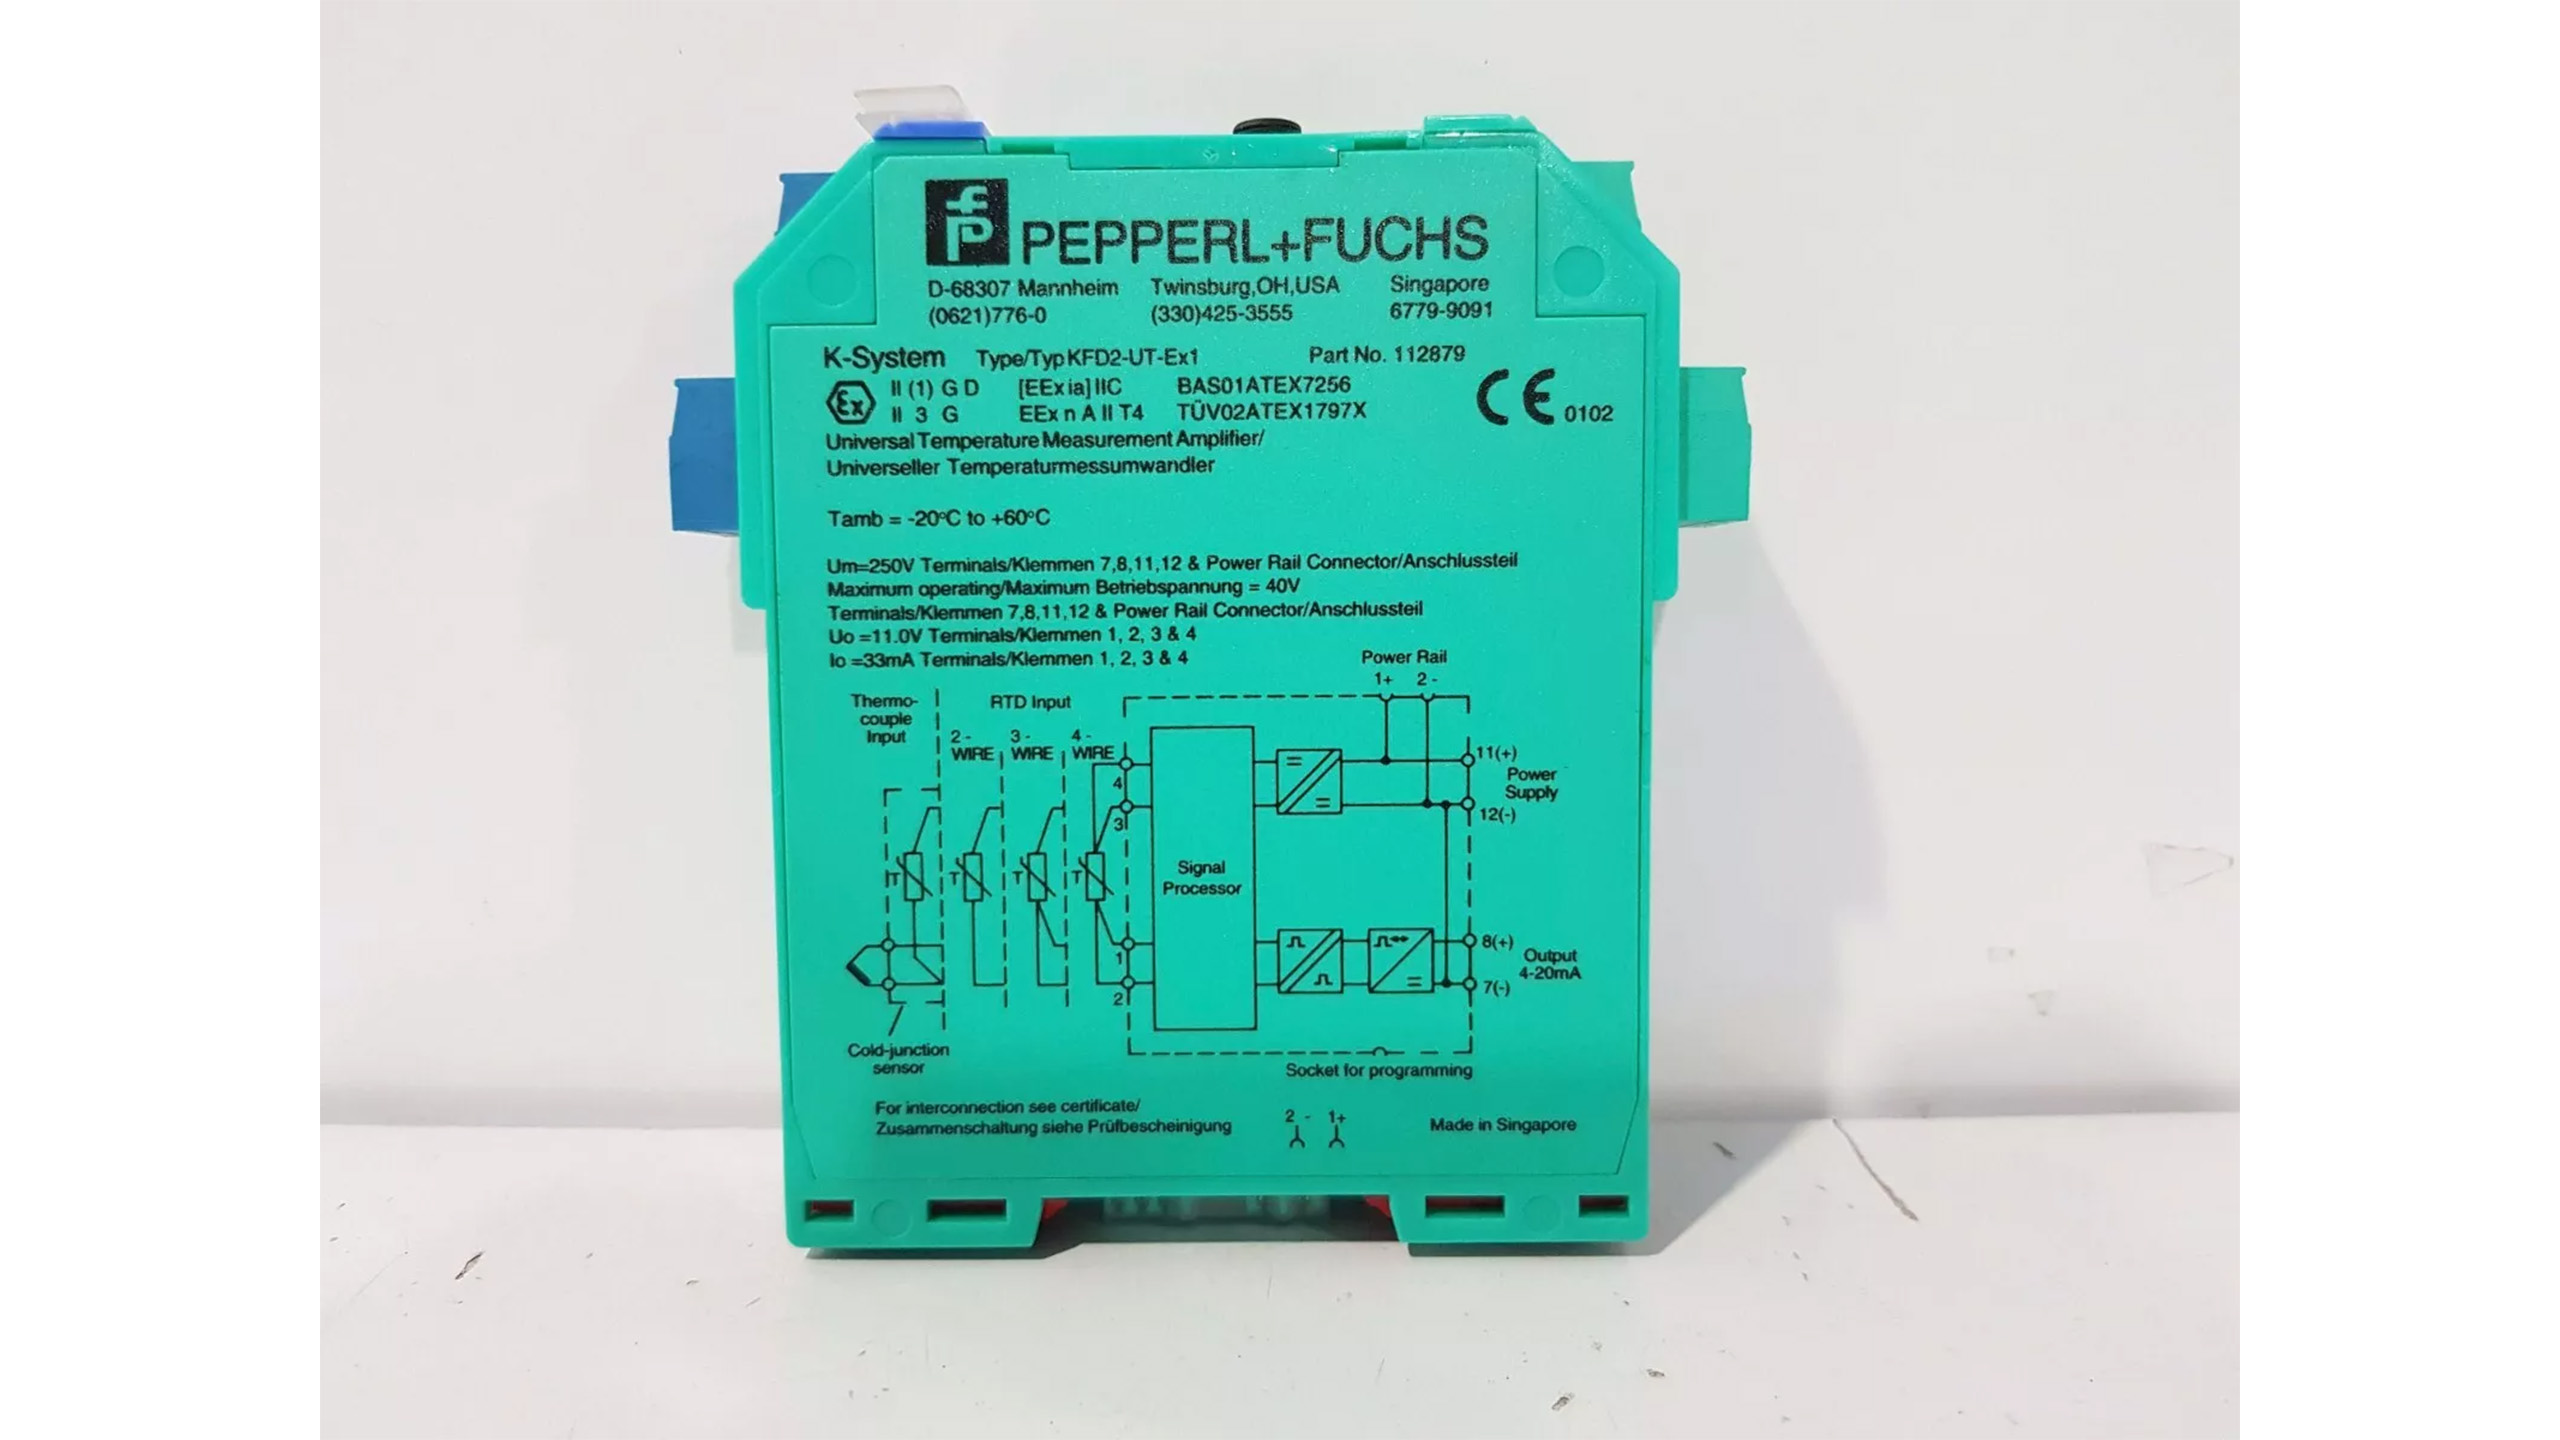 PEPPERL+FUCHS
D-68307 Mannheim Twinsburg,OH,USA Singapore
(0621)776-0 (330)425-3555 6779-9091
K-System Type/Typ KFD2-UT-Ex1 Part No. 112879
Ex II (1) G D [EEx ia] IIC BAS01ATEX7256
II 3 G EEx n A II T4 TÜV02ATEX1797X CE 0102
Universal Temperature Measurement Amplifier/
Universeller Temperaturmessumwandler
Tamb = -20°C to +60°C
Um=250V Terminals/Klemmen 7,8,11,12 & Power Rail Connector/Anschlussteil
Maximum operating/Maximum Betriebspannung = 40V
Terminals/Klemmen 7,8,11,12 & Power Rail Connector/Anschlussteil
Uo =11.0V Terminals/Klemmen 1, 2, 3 & 4
Io =33mA Terminals/Klemmen 1, 2, 3 & 4
Power Rail
1+ 2 -
Thermo-
couple
Input
RTD Input
2 - 3 - 4 -
WIRE WIRE WIRE
4
3
T T T T
1
2
Signal
Processor
11(+)
Power
Supply
12(-)
8(+)
Output
4-20mA
7(-)
Cold-junction
sensor
Socket for programming
For interconnection see certificate/
Zusammenschaltung siehe Prüfbescheinigung
2 - 1+
Made in Singapore